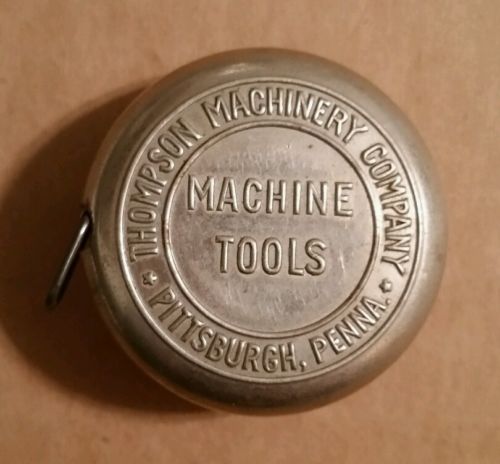 THOMPSON MACHINERY COMPANY
MACHINE
TOOLS
* PITTSBURGH, PENNA. *